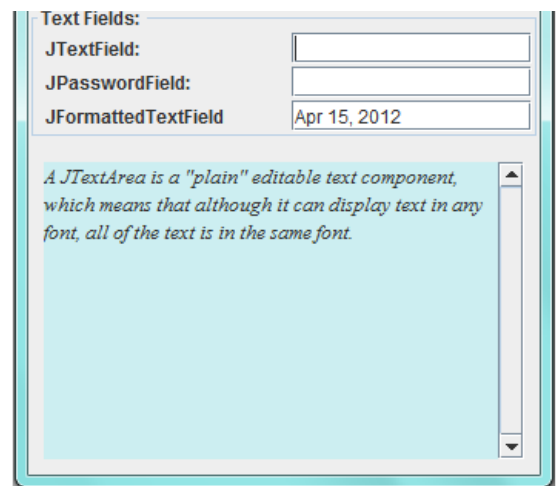 Text Fields:
JTextField:
JPasswordField:
JFormattedTextField Apr 15, 2012
A JTextArea is a "plain" editable text component,
which means that although it can display text in any
font, all of the text is in the same font.